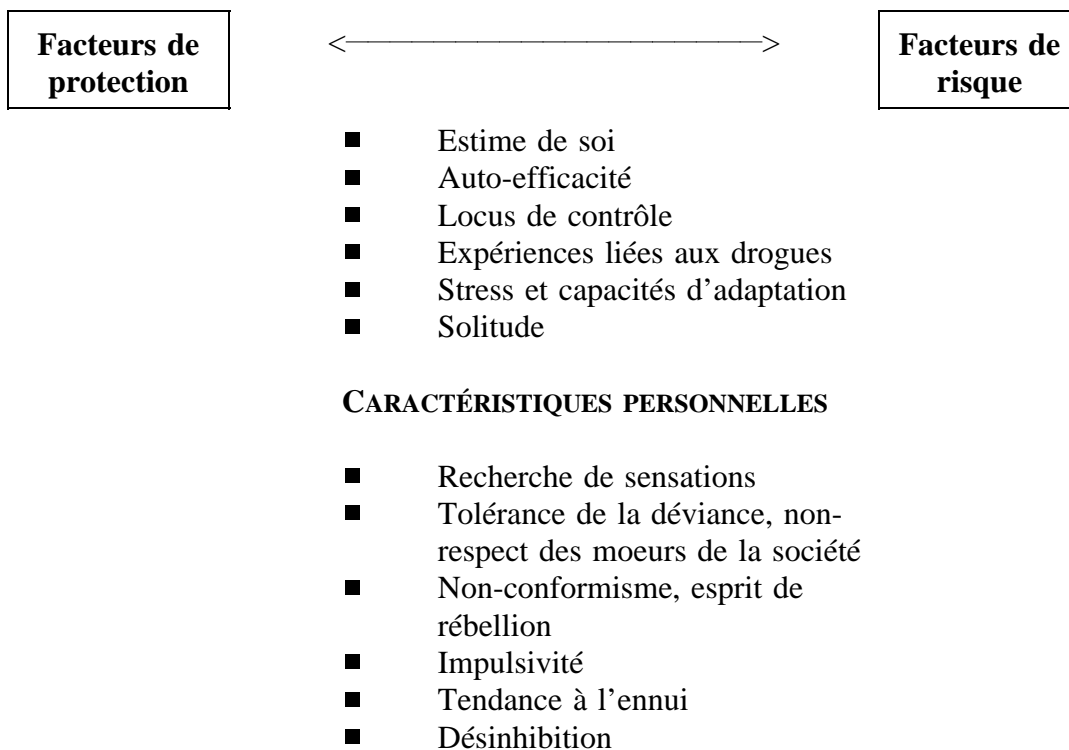 Facteurs de
protection
<————————————————————>
Facteurs de
risque
■ Estime de soi
■ Auto-efficacité
■ Locus de contrôle
■ Expériences liées aux drogues
■ Stress et capacités d'adaptation
■ Solitude
CARACTÉRISTIQUES PERSONNELLES
■ Recherche de sensations
■ Tolérance de la déviance, non-
respect des moeurs de la société
■ Non-conformisme, esprit de
rébellion
■ Impulsivité
■ Tendance à l'ennui
■ Désinhibition